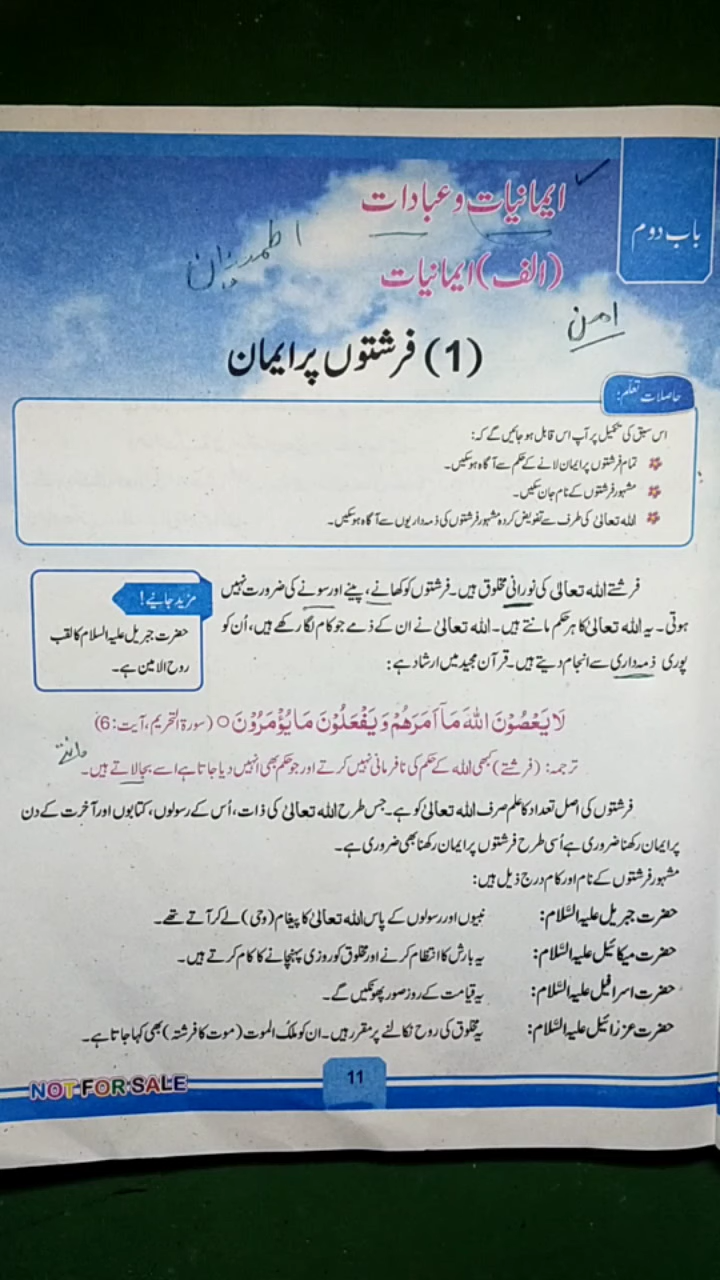 باب دوم
ایمانیات و عبادات
اطمینان
(الف) ایمانیات
امن
(1) فرشتوں پر ایمان
حاصلاتِ تعلّم:
اس سبق کی تکمیل پر آپ اس قابل ہو جائیں گے کہ:
تمام فرشتوں پر ایمان لانے کے حکم سے آگاہ ہو سکیں۔
مشہور فرشتوں کے نام جان سکیں۔
اللہ تعالیٰ کی طرف سے تفویض کردہ مشہور فرشتوں کی ذمہ داریوں سے آگاہ ہو سکیں۔
فرشتے اللہ تعالیٰ کی نورانی مخلوق ہیں۔ فرشتوں کو کھانے، پینے اور سونے کی ضرورت نہیں
ہوتی۔ یہ اللہ تعالیٰ کا ہر حکم مانتے ہیں۔ اللہ تعالیٰ نے ان کے ذمے جو کام لگا رکھے ہیں، اُن کو
پوری ذمہ داری سے انجام دیتے ہیں۔ قرآن مجید میں ارشاد ہے:
مزید جانیے!
حضرت جبریل علیہ السلام کا لقب
روح الامین ہے۔
لَا یَعْصُوْنَ اللّٰهَ مَاۤ اَمَرَهُمْ وَ یَفْعَلُوْنَ مَا یُؤْمَرُوْنَ ○ (سورۃ التحریم، آیت: 6)
مانتے
ترجمہ: (فرشتے) کبھی اللہ کے حکم کی نافرمانی نہیں کرتے اور جو حکم بھی انہیں دیا جاتا ہے اسے بجا لاتے ہیں۔
فرشتوں کی اصل تعداد کا علم صرف اللہ تعالیٰ کو ہے۔ جس طرح اللہ تعالیٰ کی ذات، اُس کے رسولوں، کتابوں اور آخرت کے دن
پر ایمان رکھنا ضروری ہے اُسی طرح فرشتوں پر ایمان رکھنا بھی ضروری ہے۔
مشہور فرشتوں کے نام اور کام درج ذیل ہیں:
حضرت جبریل علیہ السّلام: نبیوں اور رسولوں کے پاس اللہ تعالیٰ کا پیغام (وحی) لے کر آتے تھے۔
حضرت میکائیل علیہ السّلام: یہ بارش کا انتظام کرنے اور مخلوق کو روزی پہنچانے کا کام کرتے ہیں۔
حضرت اسرافیل علیہ السّلام: یہ قیامت کے روز صور پھونکیں گے۔
حضرت عزرائیل علیہ السّلام: یہ مخلوق کی روح نکالنے پر مقرر ہیں۔ ان کو ملک الموت (موت کا فرشتہ) بھی کہا جاتا ہے۔
11
NOT FOR SALE